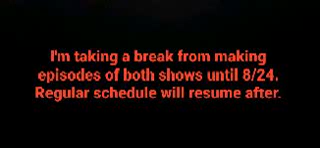 I'm taking a break from making
episodes of both shows until 8/24.
Regular schedule will resume after.